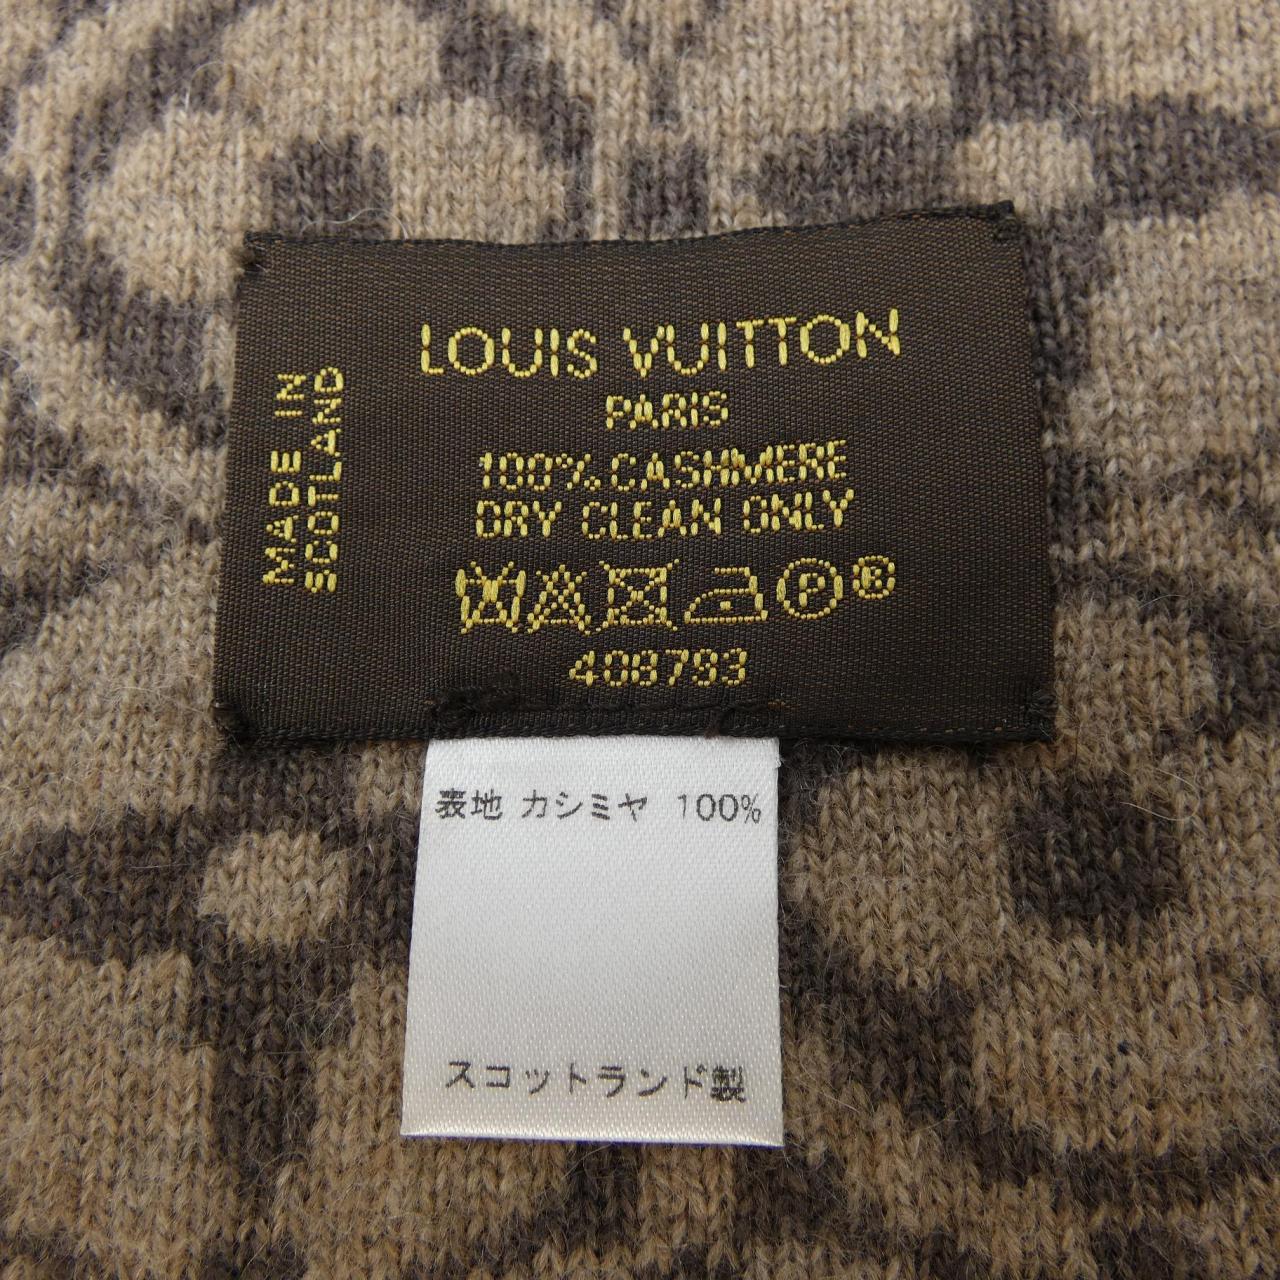 LOUIS VUITTON
PARIS
100% CASHMERE
DRY CLEAN ONLY
P ®
408793
MADE IN
SCOTLAND
表地 カシミヤ 100%
スコットランド製